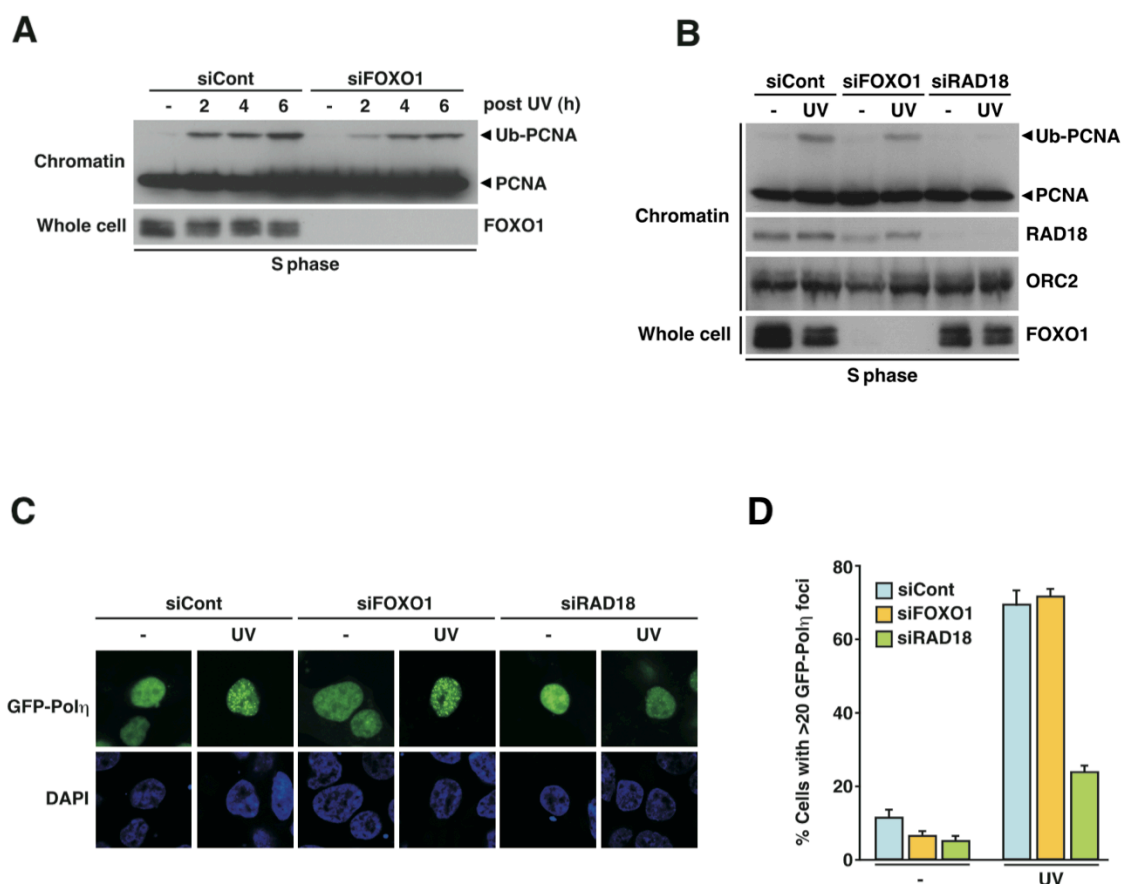 A
siCont siFOXO1
- 2 4 6 - 2 4 6 post UV (h)
Chromatin
Ub-PCNA
PCNA
Whole cell
FOXO1
S phase
B
siCont siFOXO1 siRAD18
- UV - UV - UV
Ub-PCNA
PCNA
Chromatin
RAD18
ORC2
Whole cell
FOXO1
S phase
C
siCont siFOXO1 siRAD18
- UV - UV - UV
GFP-Polη
DAPI
D
% Cells with >20 GFP-Polη foci
80
60
40
20
0
siCont
siFOXO1
siRAD18
- UV